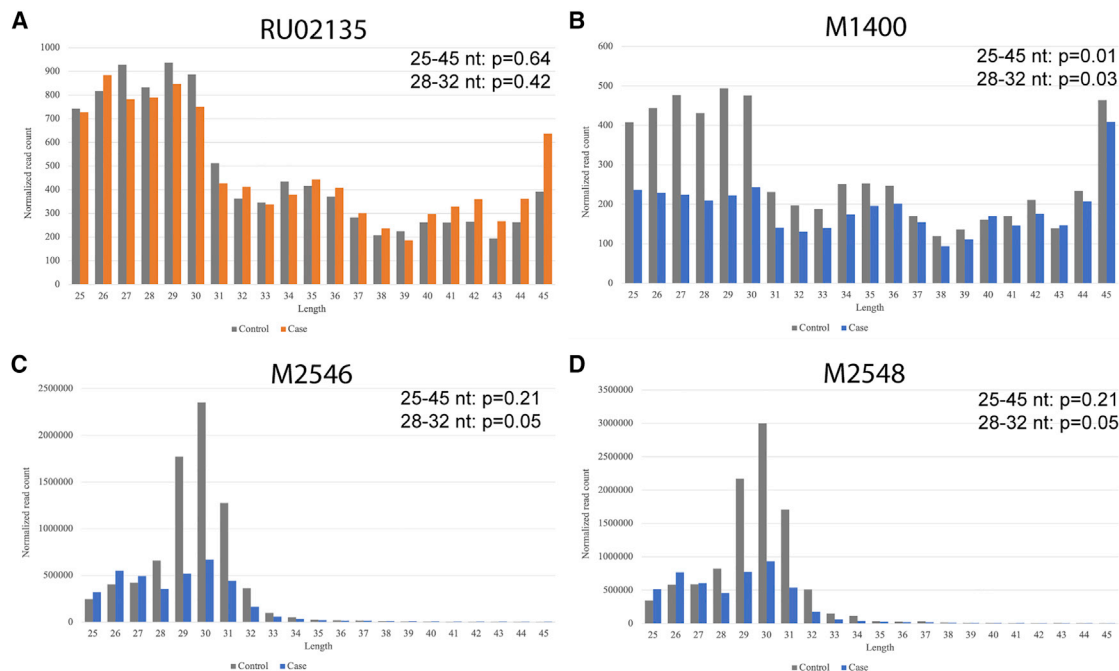 A
RU02135
25-45 nt: p=0.64
28-32 nt: p=0.42
Normalized read count
1000
900
800
700
600
500
400
300
200
100
0
25 26 27 28 29 30 31 32 33 34 35 36 37 38 39 40 41 42 43 44 45
Length
Control Case
B
M1400
25-45 nt: p=0.01
28-32 nt: p=0.03
Normalized read count
600
500
400
300
200
100
0
25 26 27 28 29 30 31 32 33 34 35 36 37 38 39 40 41 42 43 44 45
Length
Control Case
C
M2546
25-45 nt: p=0.21
28-32 nt: p=0.05
Normalized read count
2500000
2000000
1500000
1000000
500000
0
25 26 27 28 29 30 31 32 33 34 35 36 37 38 39 40 41 42 43 44 45
Length
Control Case
D
M2548
25-45 nt: p=0.21
28-32 nt: p=0.05
Normalized read count
3500000
3000000
2500000
2000000
1500000
1000000
500000
0
25 26 27 28 29 30 31 32 33 34 35 36 37 38 39 40 41 42 43 44 45
Length
Control Case